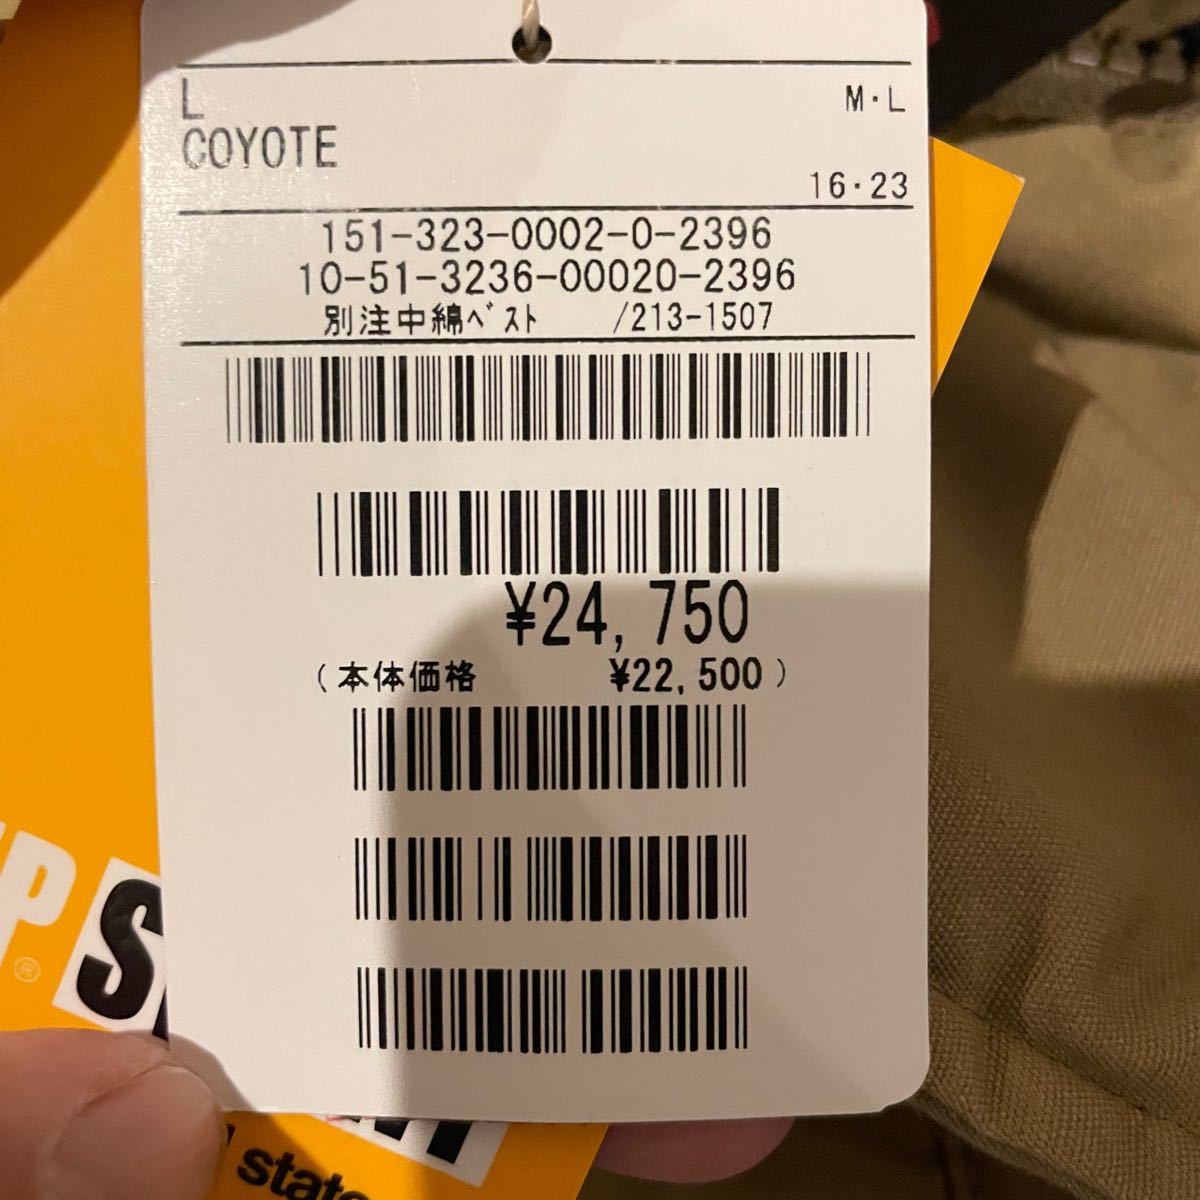 L
M・L
COYOTE
16・23
151-323-0002-0-2396
10-51-3236-00020-2396
別注中綿ﾍﾞｽﾄ /213-1507
¥24,750
(本体価格 ¥22,500)
P
®
S
state